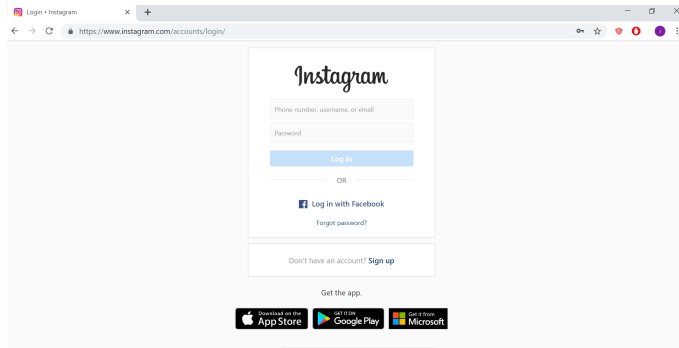 Login • Instagram
https://www.instagram.com/accounts/login/
Instagram
Phone number, username, or email
Password
Log in
OR
Log in with Facebook
Forgot password?
Don't have an account? Sign up
Get the app.
Download on the
App Store
GET IT ON
Google Play
Get it from
Microsoft